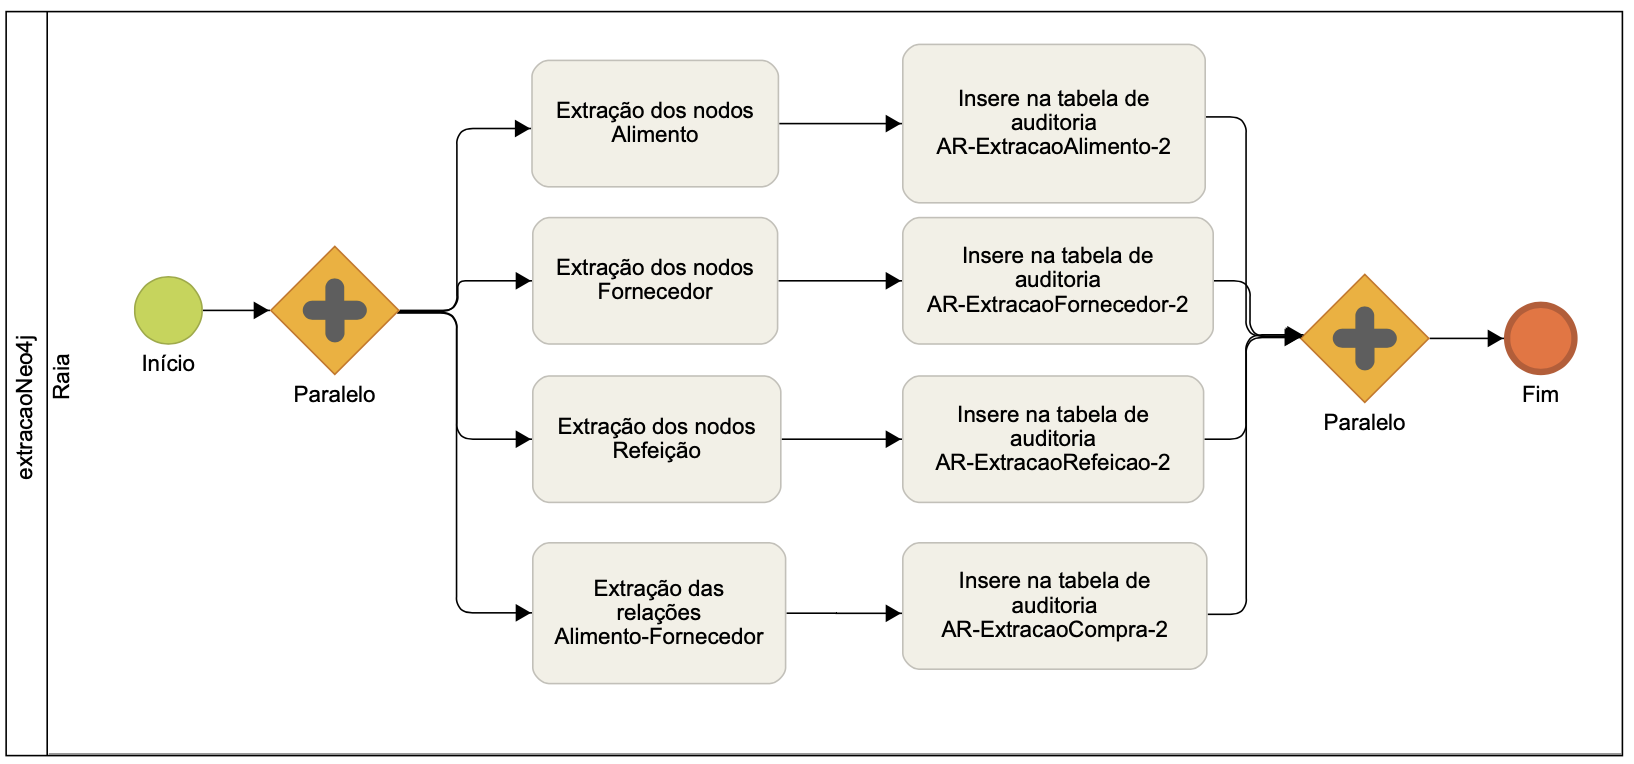 extracaoNeo4j
Raia
Início
Paralelo
Extração dos nodos
Alimento
Insere na tabela de
auditoria
AR-ExtracaoAlimento-2
Extração dos nodos
Fornecedor
Insere na tabela de
auditoria
AR-ExtracaoFornecedor-2
Extração dos nodos
Refeição
Insere na tabela de
auditoria
AR-ExtracaoRefeicao-2
Extração das
relações
Alimento-Fornecedor
Insere na tabela de
auditoria
AR-ExtracaoCompra-2
Paralelo
Fim